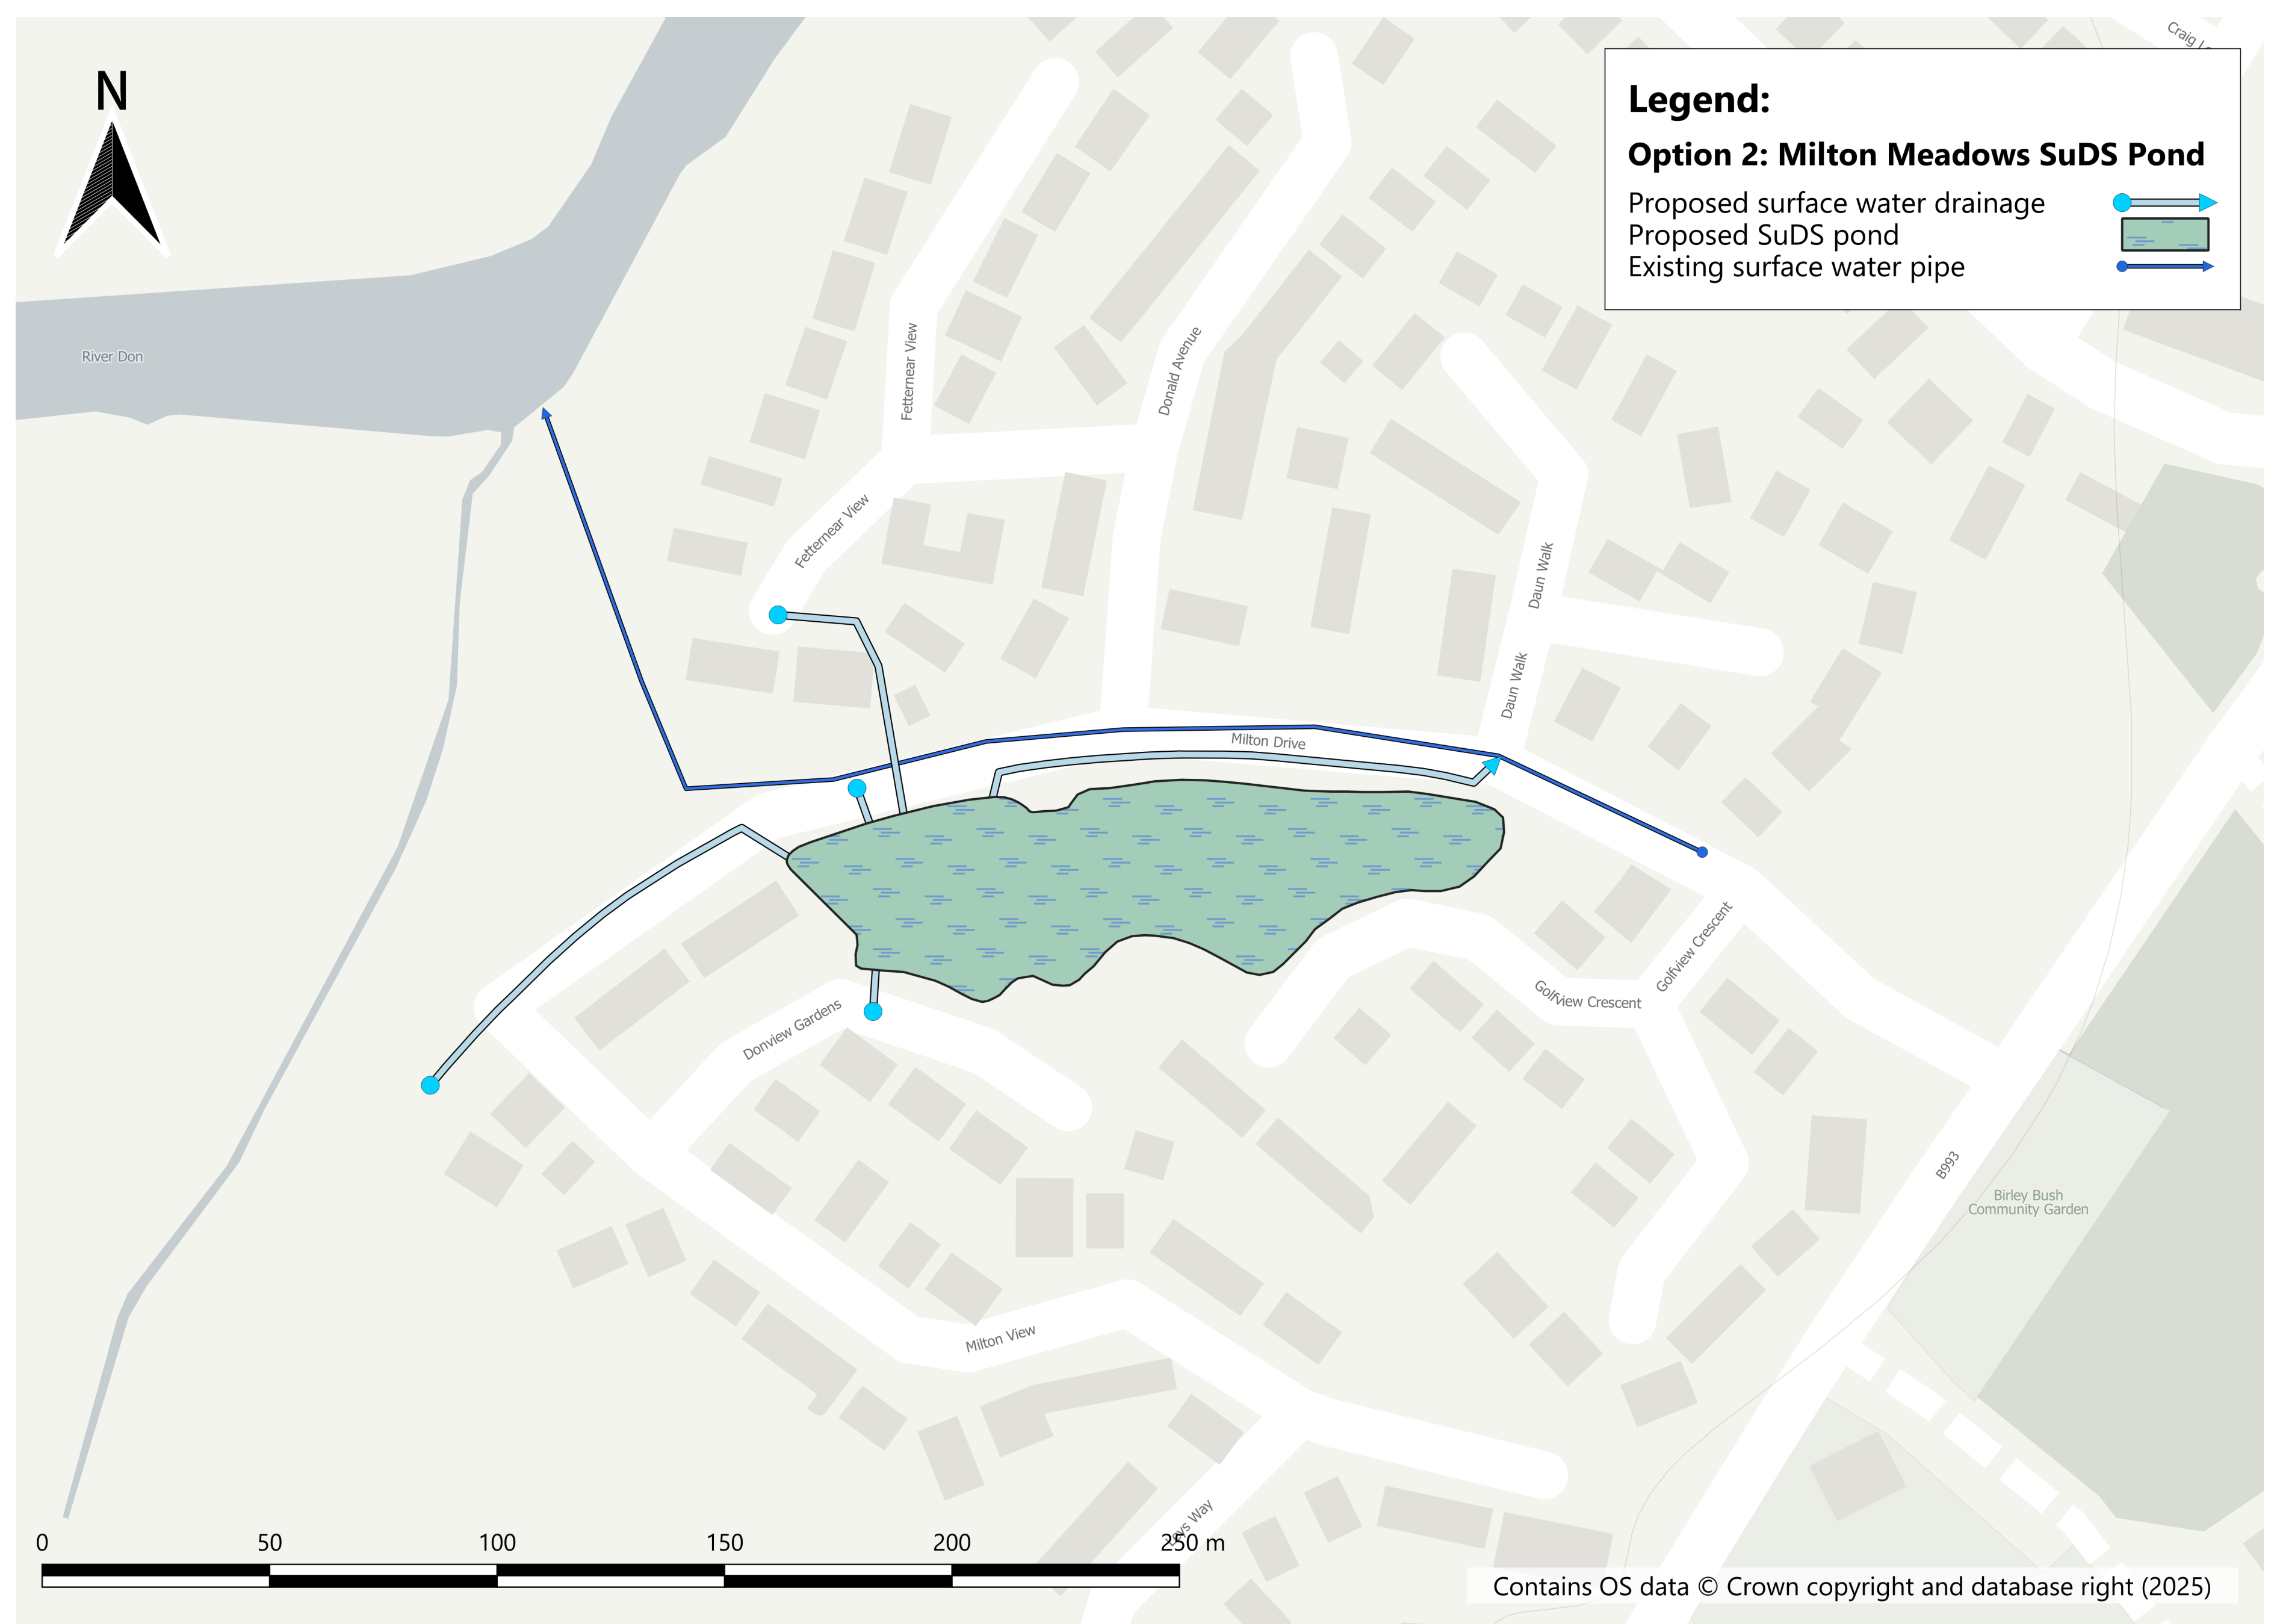 N
Craig
Legend:
Option 2: Milton Meadows SuDS Pond
Proposed surface water drainage
Proposed SuDS pond
Existing surface water pipe
River Don
Fetternear View
Donald Avenue
Fetternear View
Daun Walk
Daun Walk
Milton Drive
Golfview Crescent
Golfview Crescent
Donview Gardens
B993
Birley Bush
Community Garden
Milton View
Way
0 50 100 150 200 250 m
Contains OS data © Crown copyright and database right (2025)